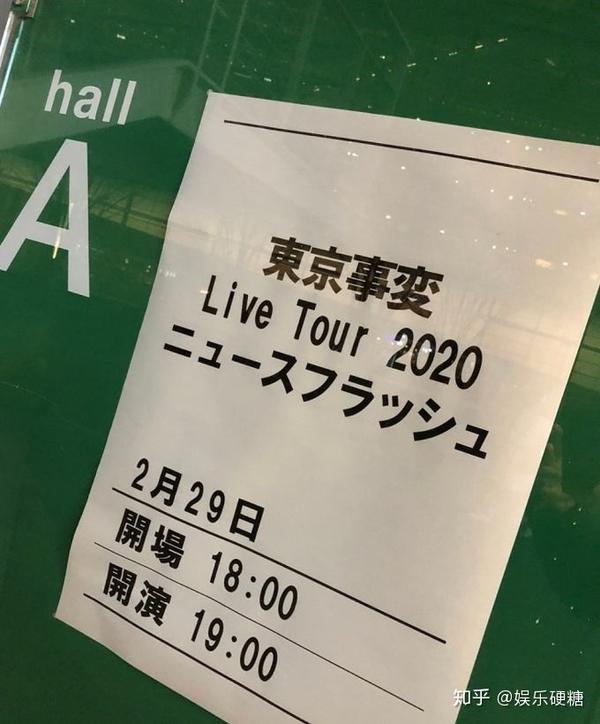 hall
A
東京事変
Live Tour 2020
ニュースフラッシュ
2月29日
開場 18:00
開演 19:00
知乎 @娱乐硬糖